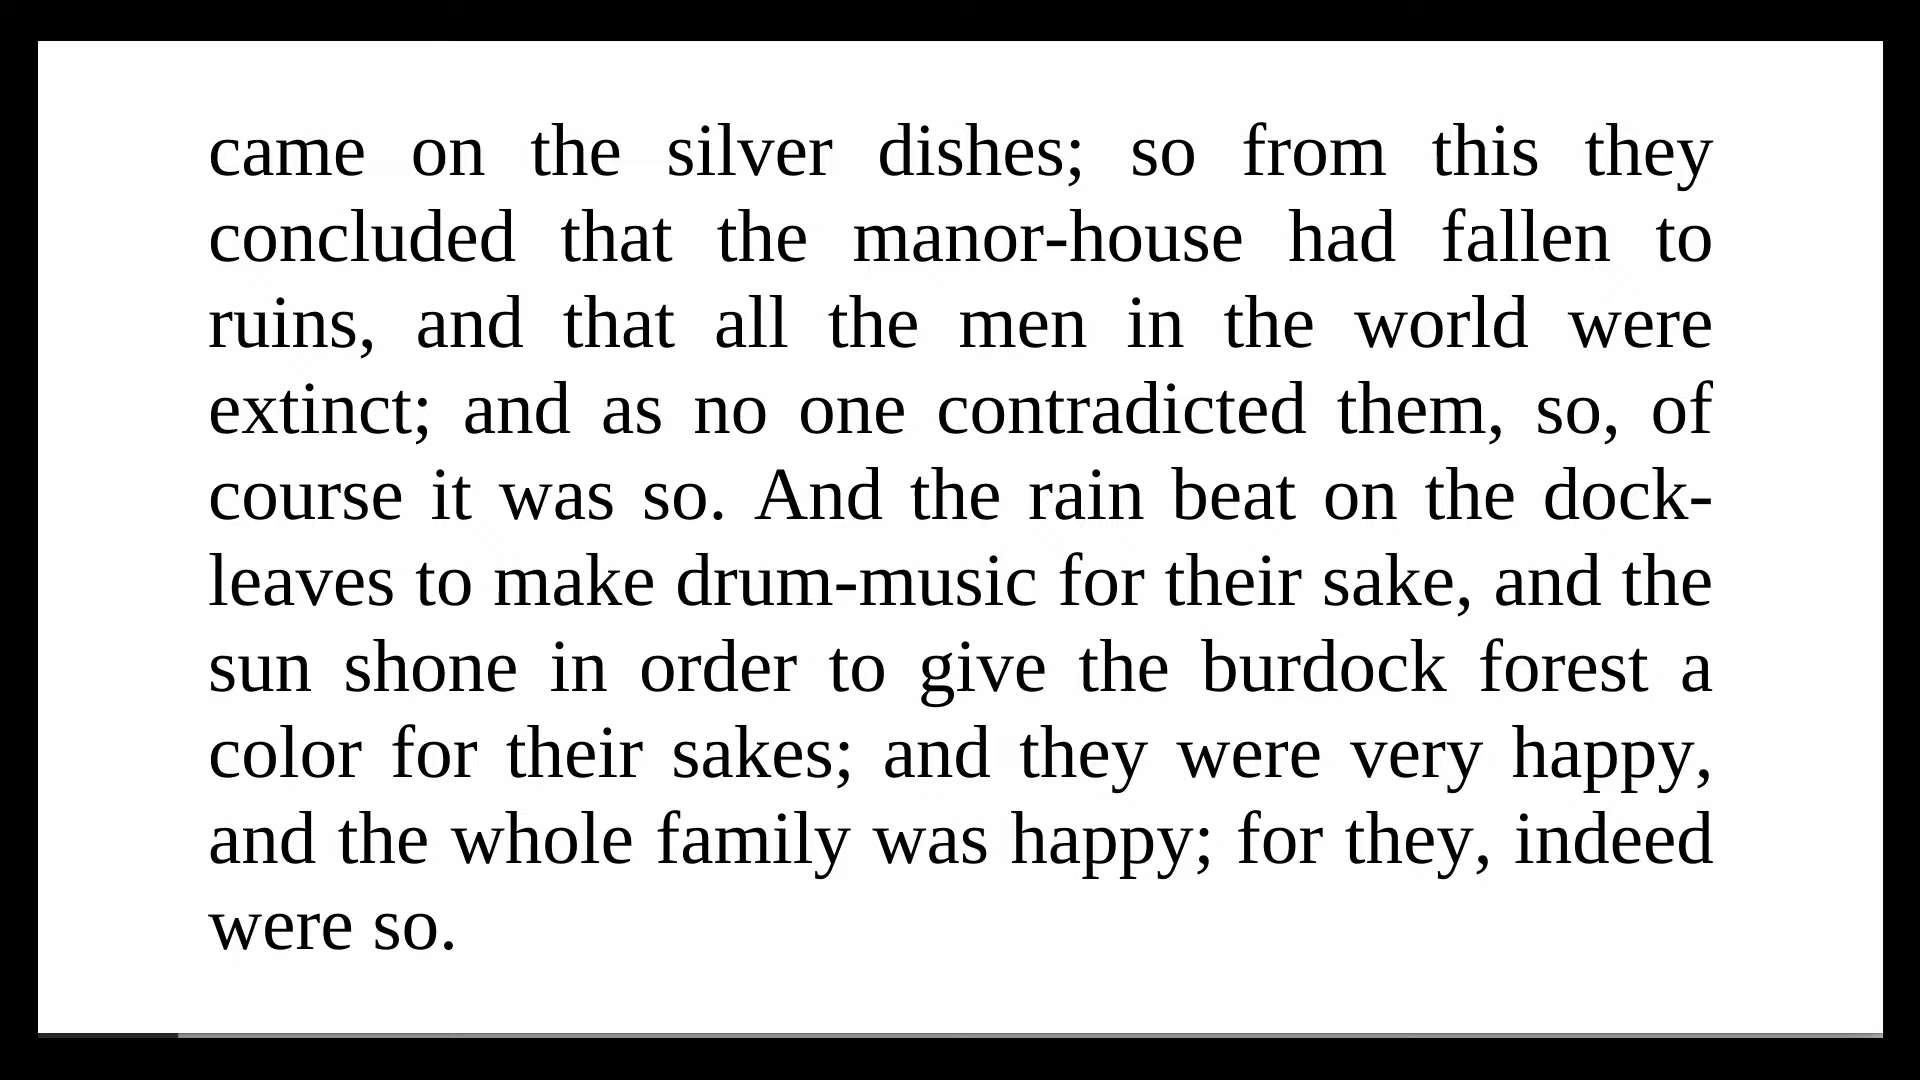 came on the silver dishes; so from this they
concluded that the manor-house had fallen to
ruins, and that all the men in the world were
extinct; and as no one contradicted them, so, of
course it was so. And the rain beat on the dock-
leaves to make drum-music for their sake, and the
sun shone in order to give the burdock forest a
color for their sakes; and they were very happy,
and the whole family was happy; for they, indeed
were so.